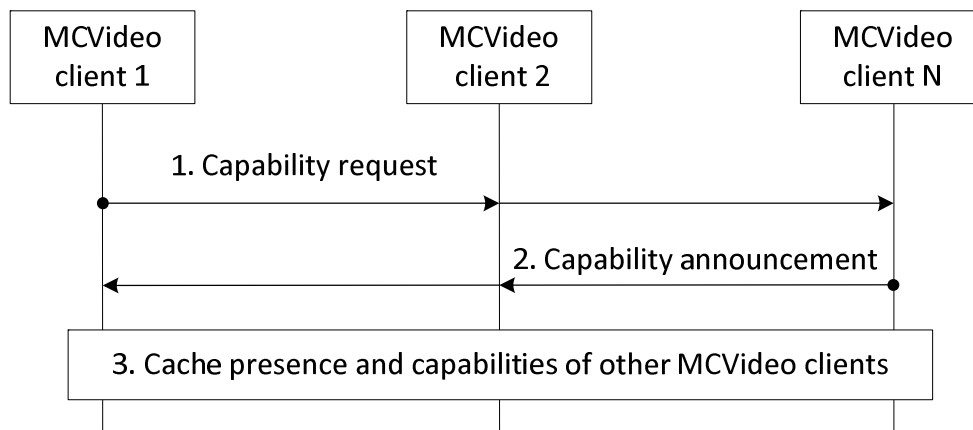 MCVideo
client 1
MCVideo
client 2
MCVideo
client N
1. Capability request
2. Capability announcement
3. Cache presence and capabilities of other MCVideo clients